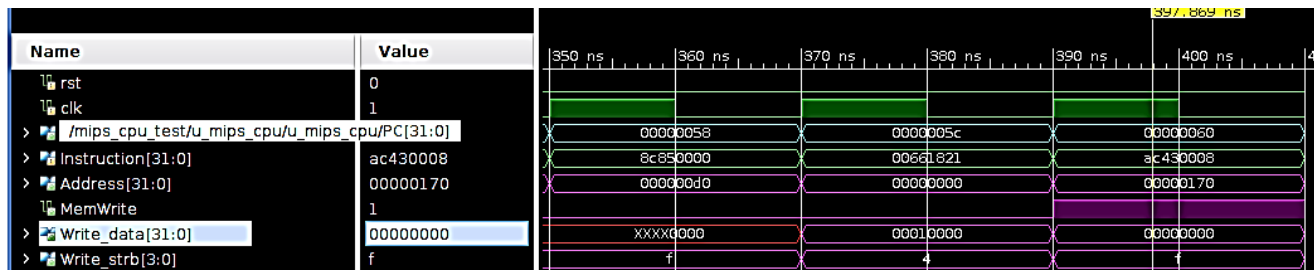 397.869 ns
Name Value 350 ns 360 ns 370 ns 380 ns 390 ns 400 ns
rst 0
clk 1
/mips_cpu_test/u_mips_cpu/u_mips_cpu/PC[31:0] 00000058 0000005c 00000060
Instruction[31:0] ac430008 8c850000 00661821 ac430008
Address[31:0] 00000170 000000d0 00000000 00000170
MemWrite 1
Write_data[31:0] 00000000 XXXX0000 00010000 00000000
Write_strb[3:0] f f 4 f